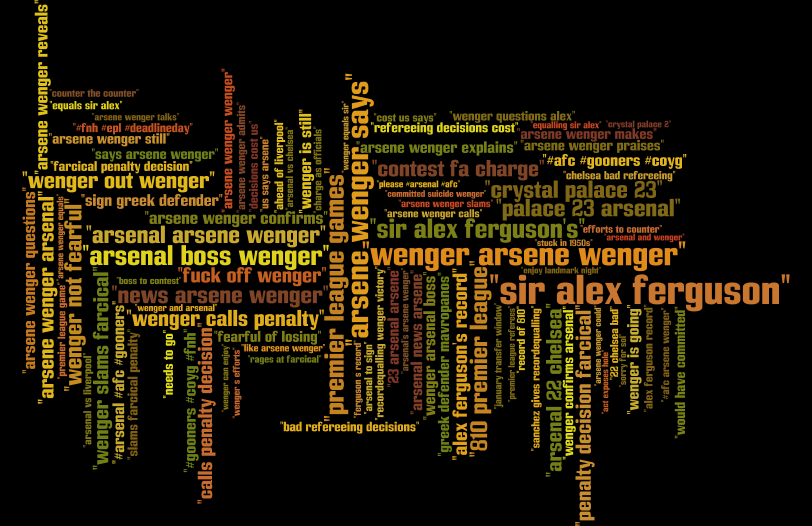 "arsene wenger reveals"
"counter the counter"
"equals sir alex"
"arsene wenger talks"
"#fnh #epl #deadlineday"
"arsene wenger still"
"says arsene wenger"
"farcical penalty decision"
"wenger out wenger"
"sign greek defender"
"arsene wenger confirms"
"arsenal arsene wenger"
"arsenal boss wenger"
"fuck off wenger"
"boss to contest"
"news arsene wenger"
"wenger and arsenal"
"wenger calls penalty"
"fearful of losing"
"like arsene wenger"
"rages at farcical"
"bad refereeing decisions"
"arsene wenger questions"
"arsene wenger arsenal"
"premier league game"
"arsene wenger equals"
"wenger not fearful"
"arsenal vs liverpool"
"wenger slams farcical"
"#arsenal #afc #gooners"
"slams farcical penalty"
"needs to go"
"#gooners #coyg #fnh"
"calls penalty decision"
"wenger can enjoy"
"wenger s efforts"
"arsene wenger wenger"
"arsene wenger admits"
"decisions cost us"
"us says arsene"
"ahead of liverpool"
"arsenal vs chelsea"
"wenger is still"
"charge as officials"
"premier league games"
"wenger equals sir"
"arsene wenger says"
"cost us says"
"wenger questions alex"
"refereeing decisions cost"
"equalling sir alex"
"crystal palace 2"
"arsene wenger makes"
"arsene wenger explains"
"arsene wenger praises"
"contest fa charge"
"#afc #gooners #coyg"
"chelsea bad refereeing"
"please #arsenal #afc"
"committed suicide wenger"
"crystal palace 23"
"arsene wenger slams"
"arsene wenger calls"
"palace 23 arsenal"
"sir alex ferguson's"
"efforts to counter"
"arsenal and wenger"
"stuck in 1950s"
"wenger arsene wenger"
"enjoy landmark night"
"sir alex ferguson"
"ferguson's record"
"arsenal to sign"
"recordequalling wenger victory"
"23 arsenal arsene"
"arsenal's arsene wenger"
"arsenal news arsene"
"wenger arsenal boss"
"greek defender mavropanos"
"alex ferguson's record"
"810 premier league"
"january transfer window"
"premier league referees"
"record of 810"
"sanchez gives recordequalling"
"arsenal 22 chelsea"
"wenger confirms arsenal"
"penalty decision farcical"
"arsene wenger could"
"act exposes hole"
"22 chelsea bad"
"sorry for sol"
"wenger is going"
"alex ferguson record"
"#afc arsene wenger"
"would have committed"